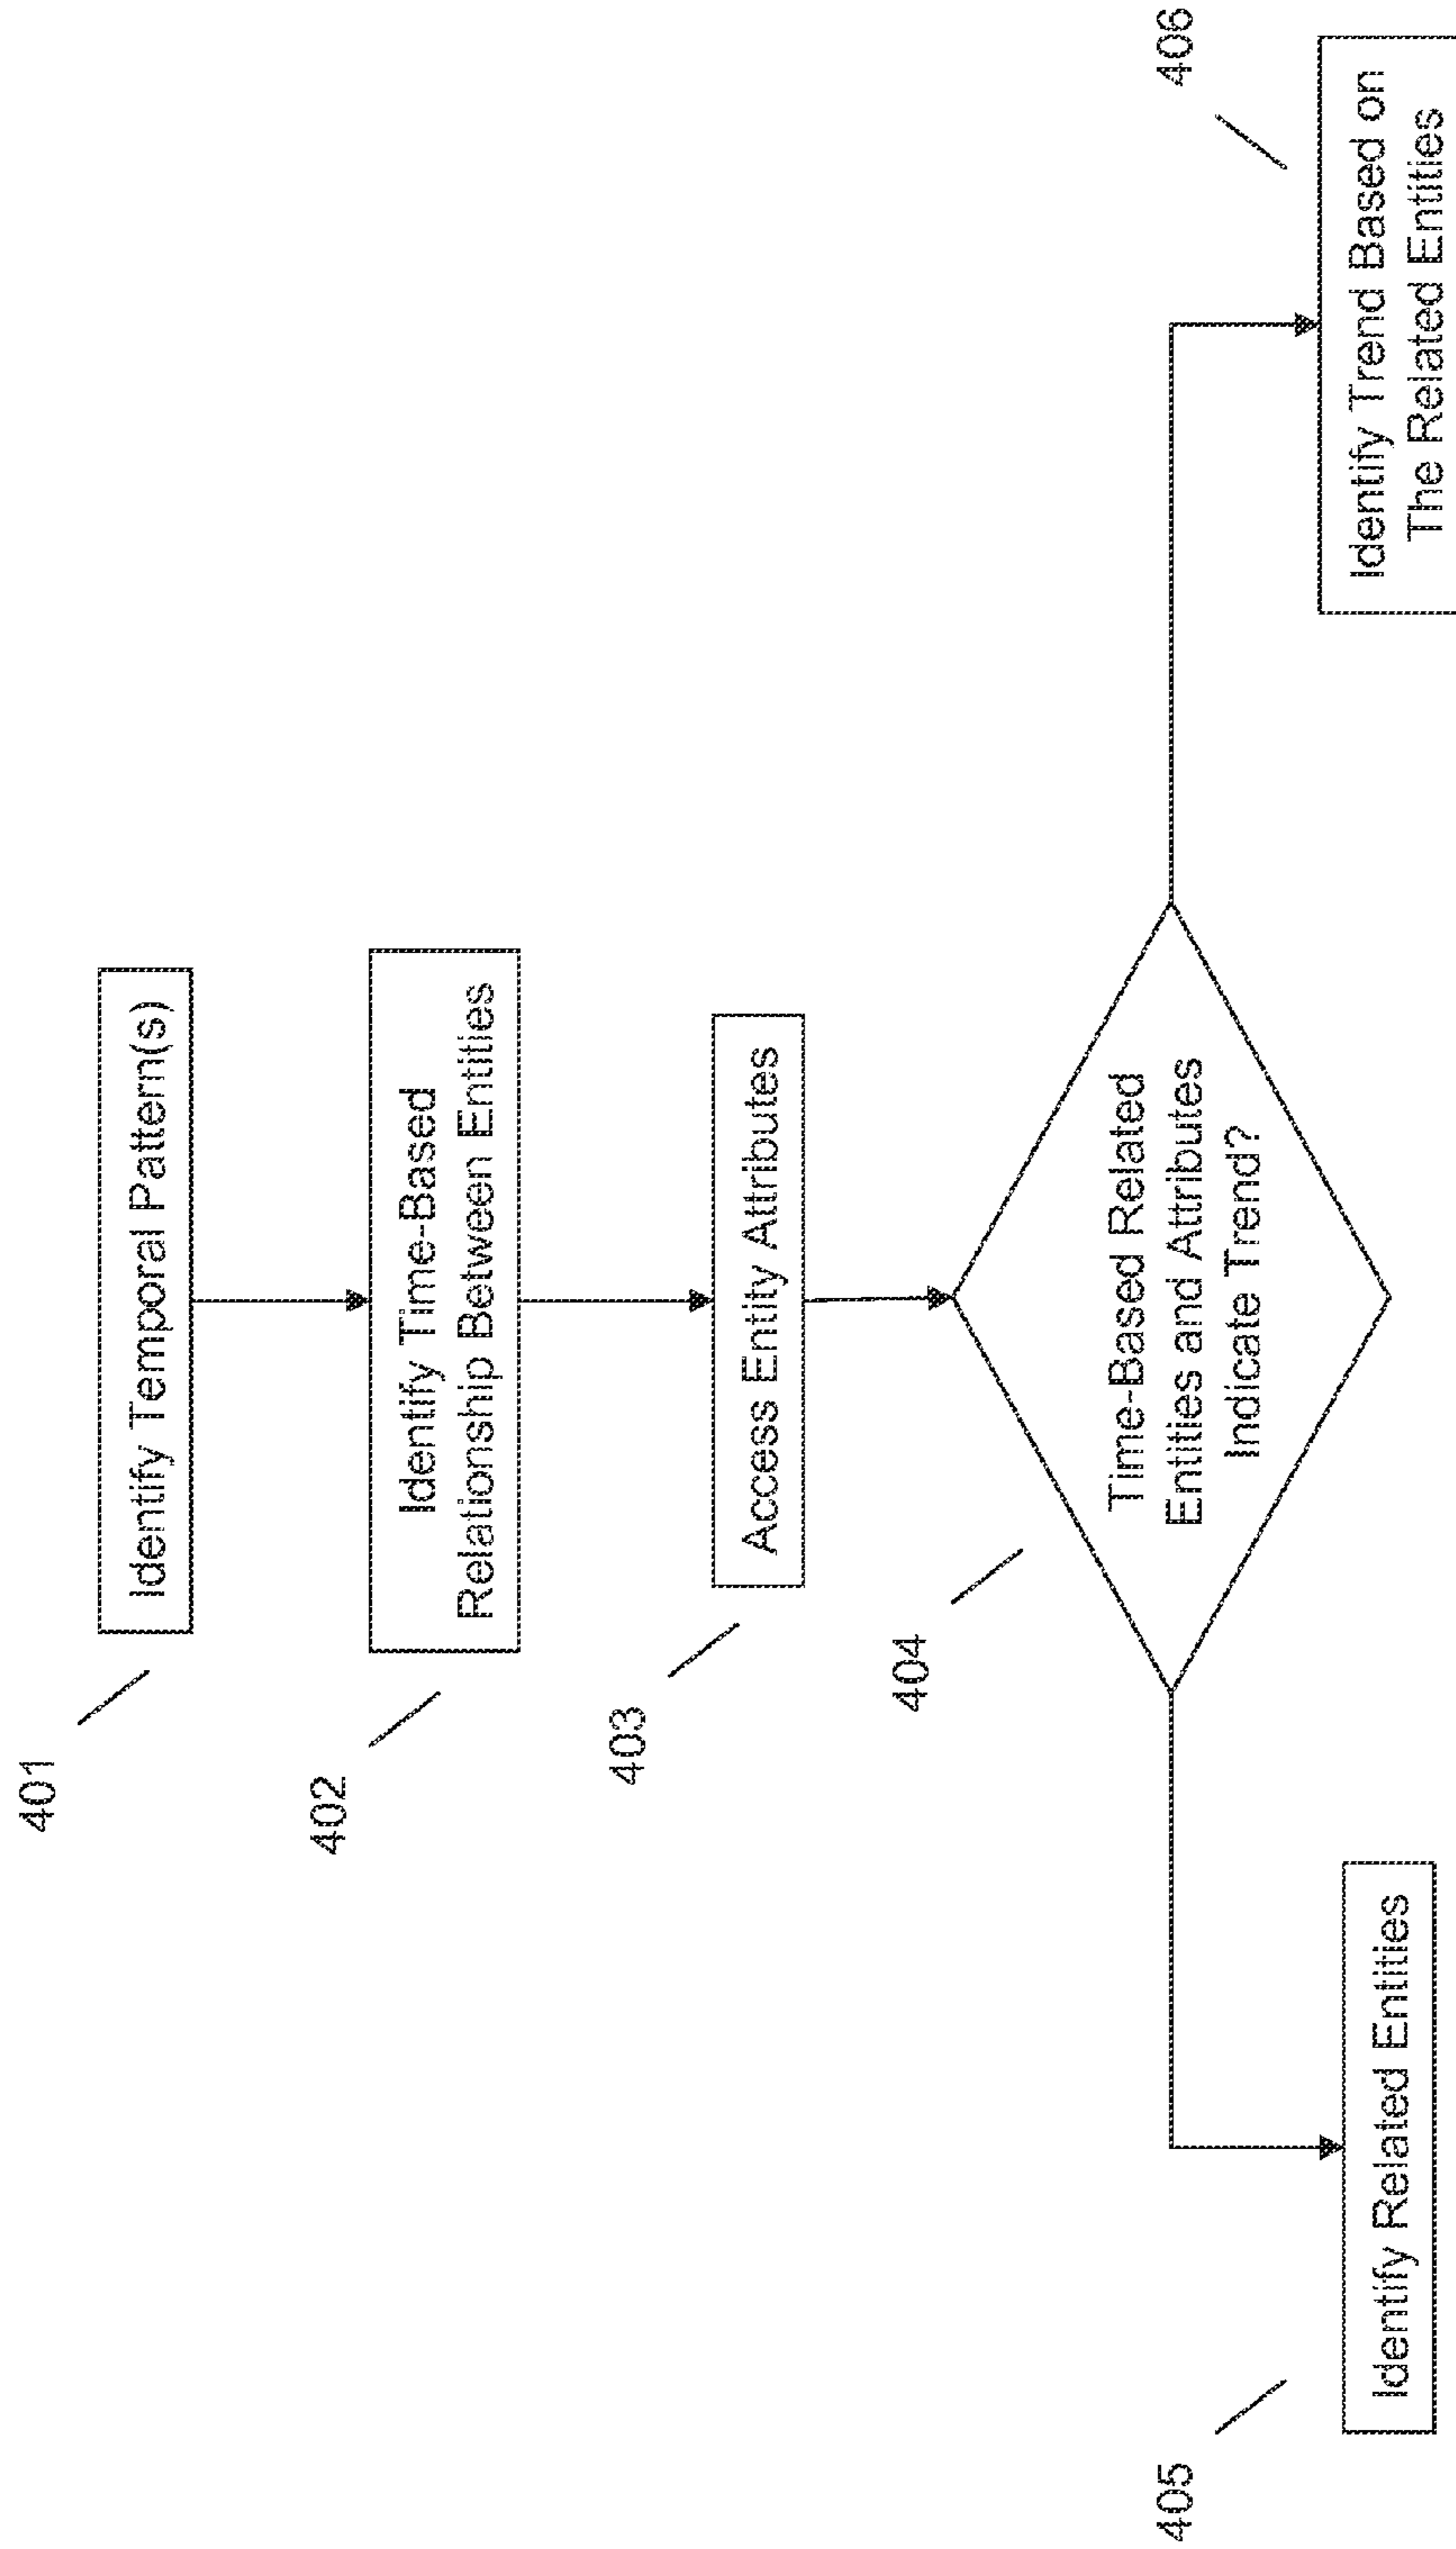 401
Identify Temporal Pattern(s)
402
Identify Time-Based
Relationship Between Entities
403
Access Entity Attributes
404
Time-Based Related
Entities and Attributes
Indicate Trend?
405
Identify Related Entities
406
Identify Trend Based on
The Related Entities